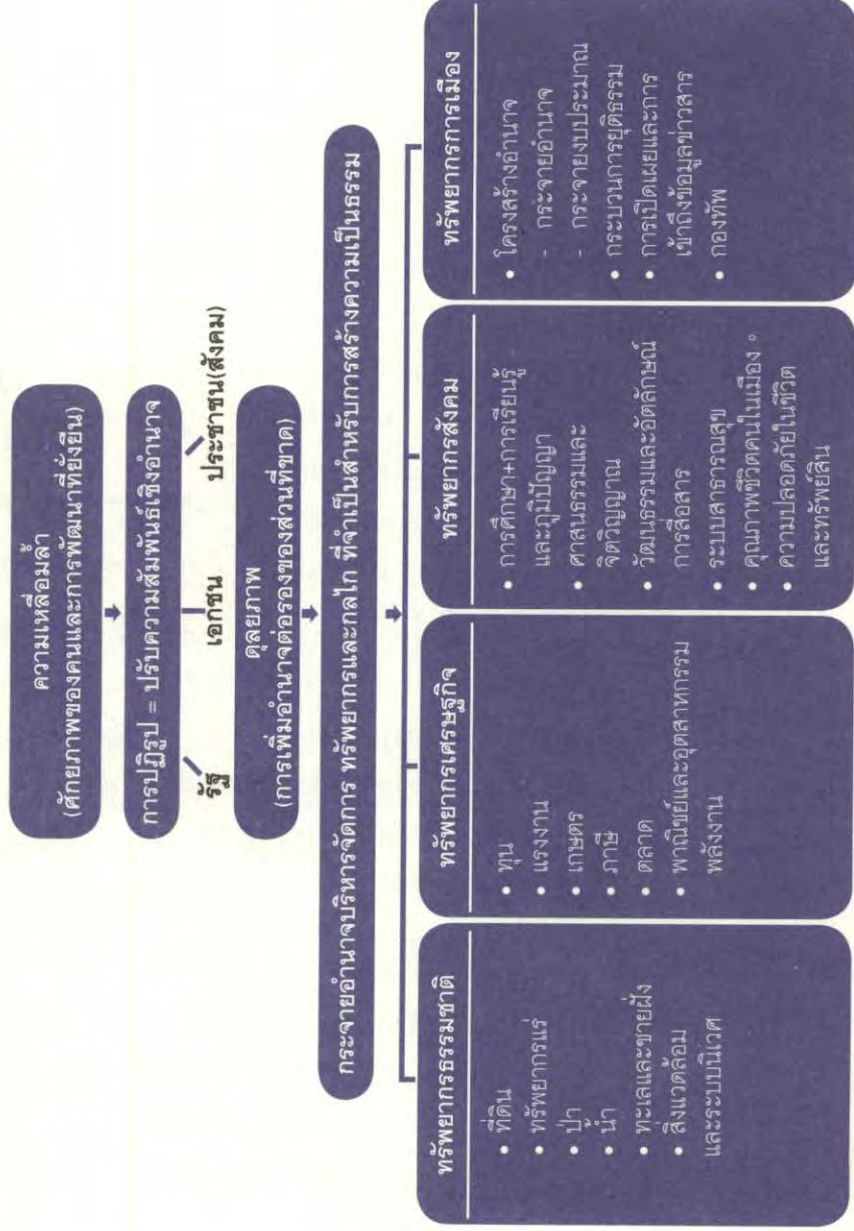 ความเหลื่อมล้ำ
(ศักยภาพของคนและการพัฒนาที่ยั่งยืน)
การปฏิรูป = ปรับความสัมพันธ์เชิงอำนาจ
รัฐ เอกชน ประชาชน(สังคม)
ดุลยภาพ
(การเพิ่มอำนาจต่อรองของส่วนที่ขาด)
กระจายอำนาจบริหารจัดการ ทรัพยากรและกลไก ที่จำเป็นสำหรับการสร้างความเป็นธรรม
ทรัพยากรธรรมชาติ
• ที่ดิน
• ทรัพยากรแร่
• ป่า
• น้ำ
• ทะเลและชายฝั่ง
• สิ่งแวดล้อม
และระบบนิเวศ
ทรัพยากรเศรษฐกิจ
• ทุน
• แรงงาน
• เกษตร
• ภาษี
• ตลาด
• พาณิชย์และอุตสาหกรรม
พลังงาน
ทรัพยากรสังคม
• การศึกษา+การเรียนรู้
และภูมิปัญญา
• ศาสนธรรมและ
จิตวิญญาณ
• วัฒนธรรมและอัตลักษณ์
การสื่อสาร
• ระบบสาธารณสุข
• คุณภาพชีวิตคนในเมือง
• ความปลอดภัยในชีวิต
และทรัพย์สิน
ทรัพยากรการเมือง
• โครงสร้างอำนาจ
- กระจายอำนาจ
- กระจายงบประมาณ
• กระบวนการยุติธรรม
• การเปิดเผยและการ
เข้าถึงข้อมูลข่าวสาร
• กองทัพ